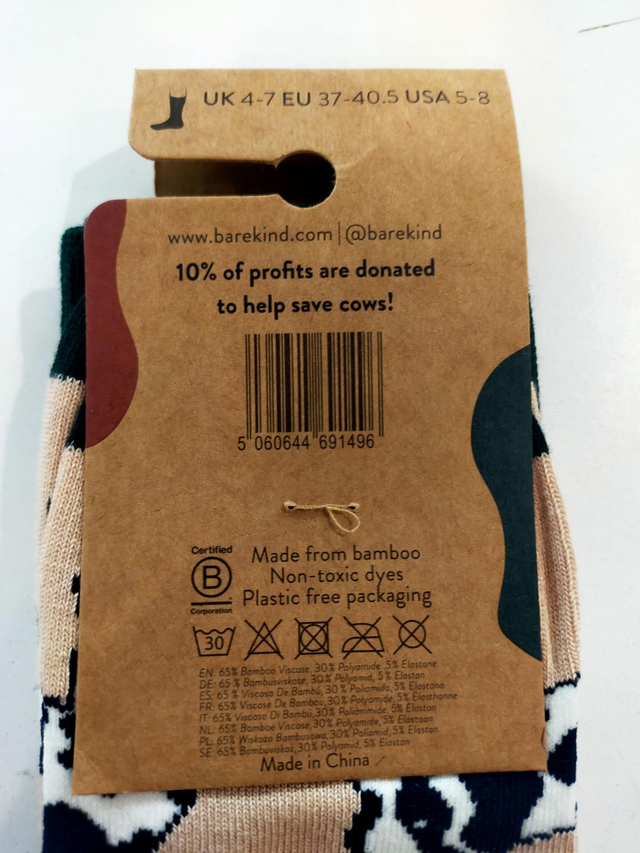 UK 4-7 EU 37-40.5 USA 5-8
www.barekind.com | @barekind
10% of profits are donated
to help save cows!
5 060644 691496
Certified
B
Corporation
Made from bamboo
Non-toxic dyes
Plastic free packaging
30
EN: 65% Bamboo Viscose, 30% Polyamide, 5% Elastane
DE: 65 % Bambusviskose, 30% Polyamid, 5 % Elastan
ES: 65 % Viscosa De Bambú, 30 % Poliamida, 5% Elastano
FR: 65% Viscose De Bambou, 30% Polyamide, 5% Elasthanne
IT: 65% Viscosa Di Bambù, 30% Poliammide, 5% Elastan
NL: 65% Bamboe Viscose, 30% Polyamide, 5% Elastaan
PL: 65% Wiskoza Bambusowa, 30% Poliamid, 5% Elastan
SE: 65% Bambuviskos, 30% Polyamid, 5% Elastan
Made in China